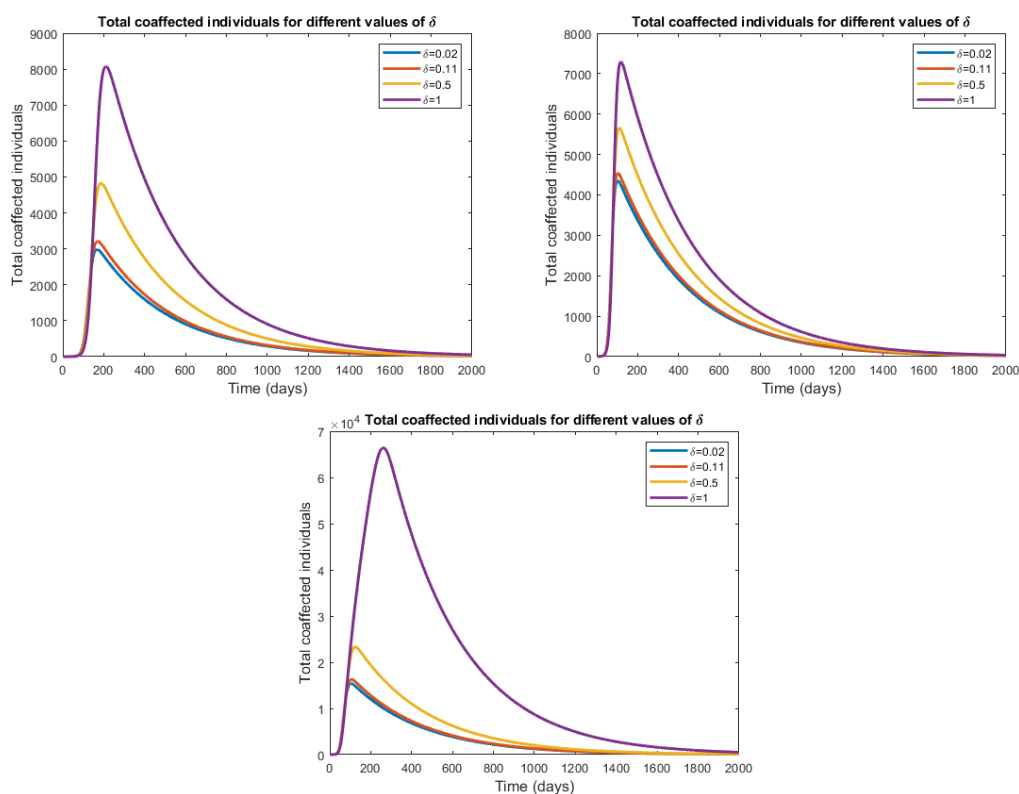 Total coaffected individuals for different values of δ
9000
8000
7000
6000
5000
4000
3000
2000
1000
0
Total coaffected individuals
δ=0.02
δ=0.11
δ=0.5
δ=1
0 200 400 600 800 1000 1200 1400 1600 1800 2000
Time (days)
Total coaffected individuals for different values of δ
8000
7000
6000
5000
4000
3000
2000
1000
0
Total coaffected individuals
δ=0.02
δ=0.11
δ=0.5
δ=1
0 200 400 600 800 1000 1200 1400 1600 1800 2000
Time (days)
Total coaffected individuals for different values of δ
×10⁴
7
6
5
4
3
2
1
0
Total coaffected individuals
δ=0.02
δ=0.11
δ=0.5
δ=1
0 200 400 600 800 1000 1200 1400 1600 1800 2000
Time (days)